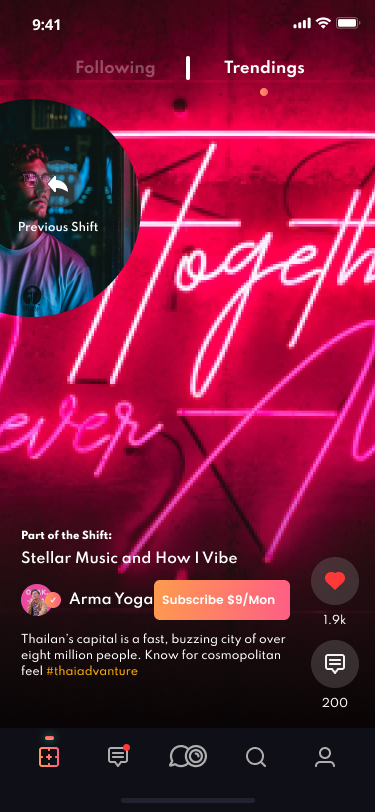 9:41
Following
Trendings
Previous Shift
Together
ever
Part of the Shift:
Stellar Music and How I Vibe
Arma Yoga
Subscribe $9/Mon
1.9k
Thailan's capital is a fast, buzzing city of over
eight million people. Know for cosmopolitan
feel #thaiadvanture
200